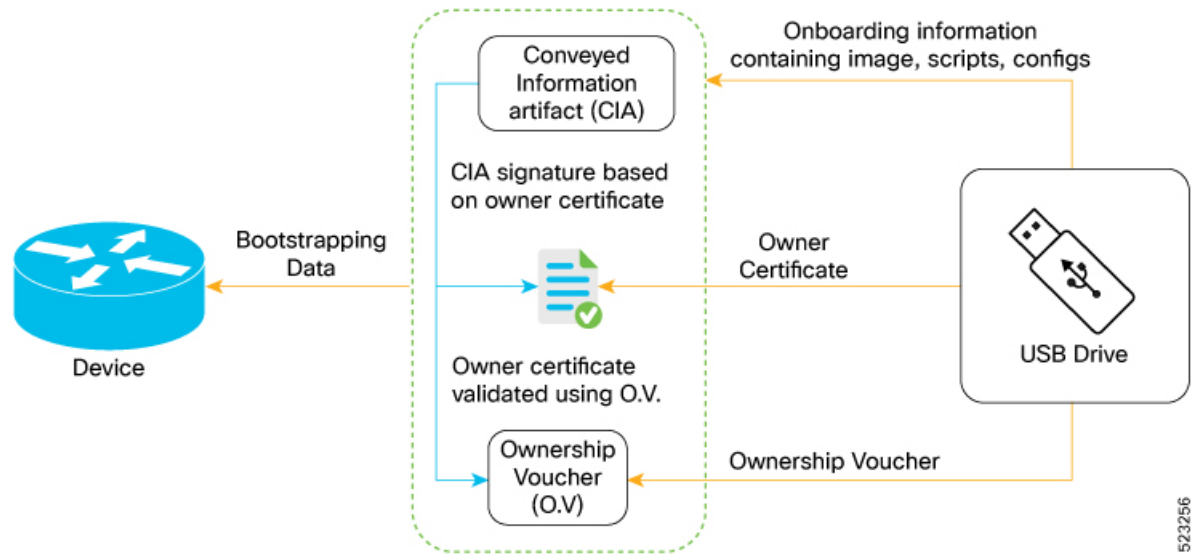 Conveyed
Information
artifact (CIA)
Onboarding information
containing image, scripts, configs
CIA signature based
on owner certificate
Bootstrapping
Data
Owner
Certificate
Device
USB Drive
Owner certificate
validated using O.V.
Ownership
Voucher
(O.V)
Ownership Voucher
523256